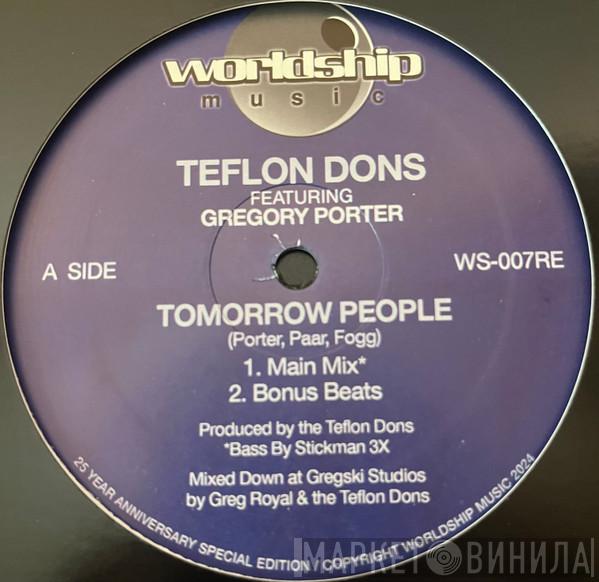 worldship
music
TEFLON DONS
FEATURING
GREGORY PORTER
A SIDE
WS-007RE
TOMORROW PEOPLE
(Porter, Paar, Fogg)
1. Main Mix*
2. Bonus Beats
Produced by the Teflon Dons
*Bass By Stickman 3X
Mixed Down at Gregski Studios
by Greg Royal & the Teflon Dons
25 YEAR ANNIVERSARY SPECIAL EDITION / COPYRIGHT WORLDSHIP MUSIC 2024
МАРКЕТ ВИНИЛА